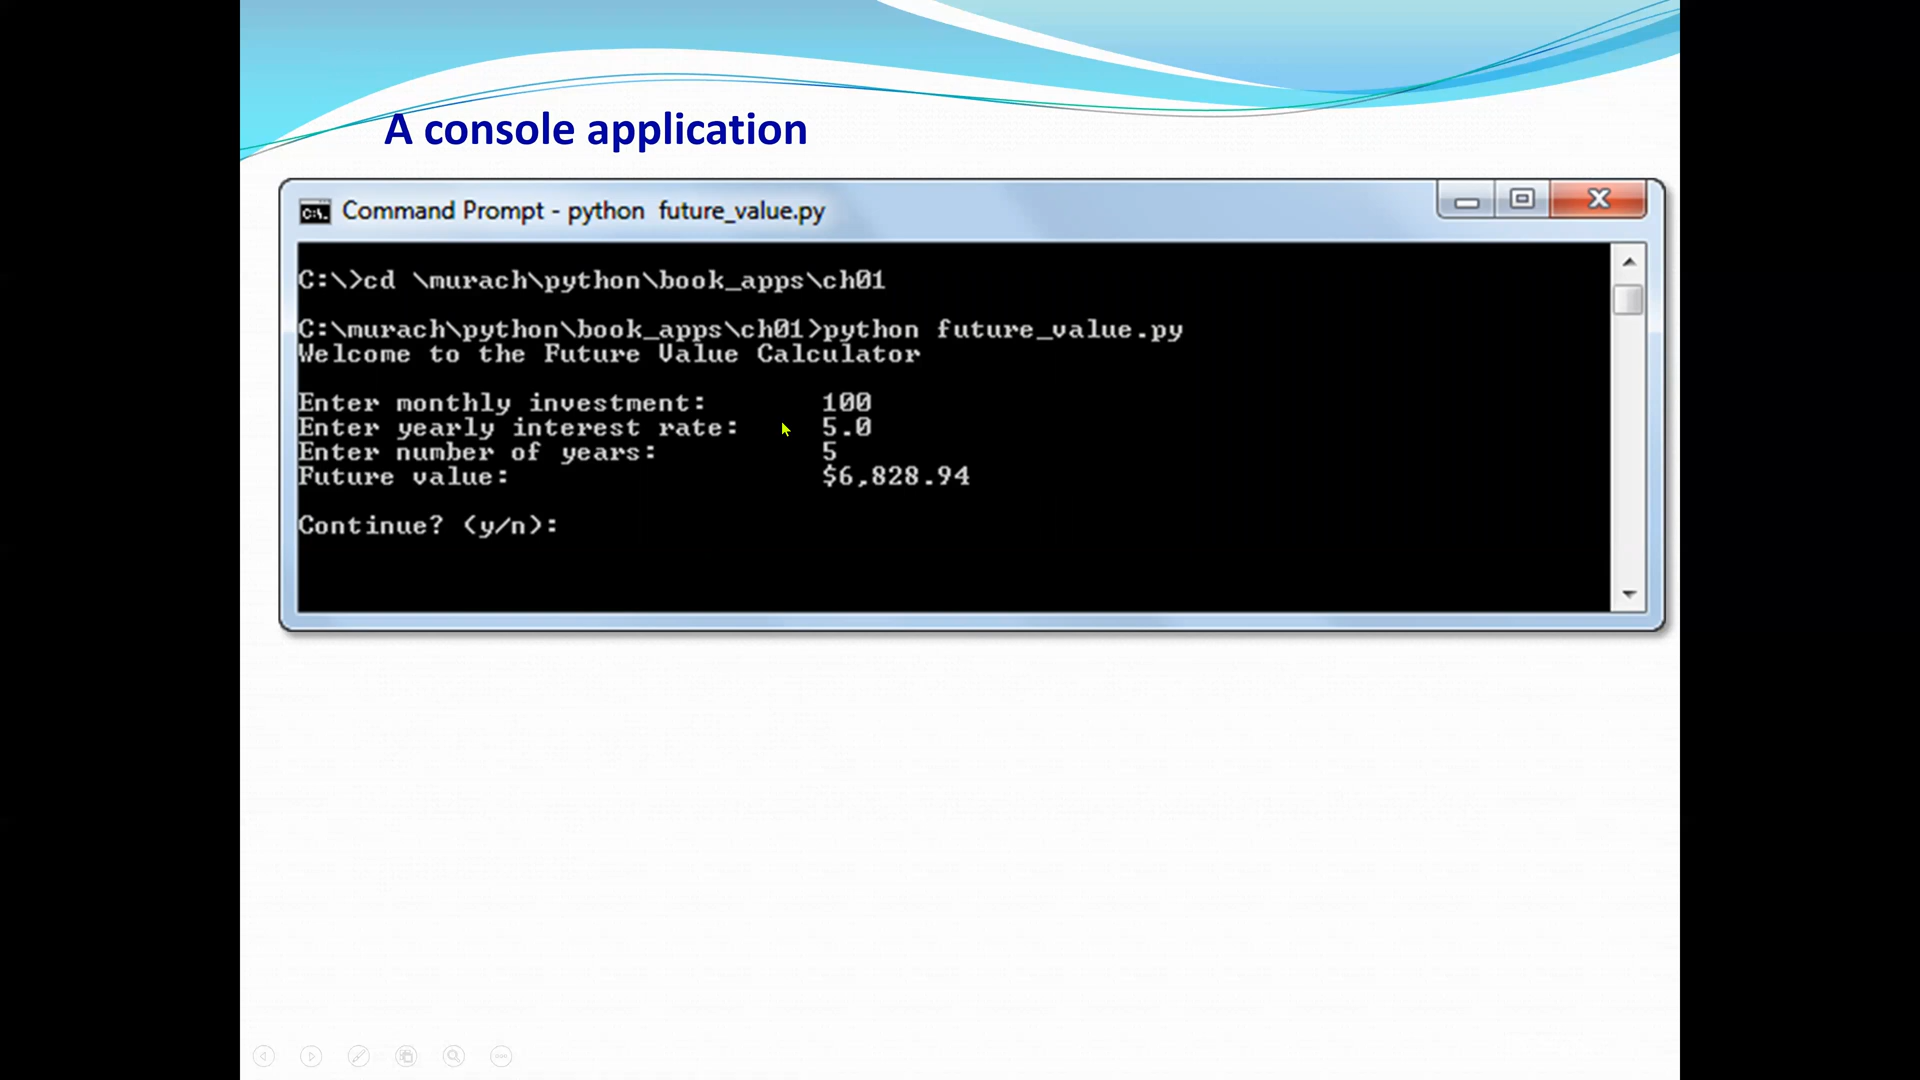 A console application
C:\. Command Prompt - python future_value.py
C:\>cd \murach\python\book_apps\ch01
C:\murach\python\book_apps\ch01>python future_value.py
Welcome to the Future Value Calculator
Enter monthly investment: 100
Enter yearly interest rate: 5.0
Enter number of years: 5
Future value: $6,828.94
Continue? (y/n):